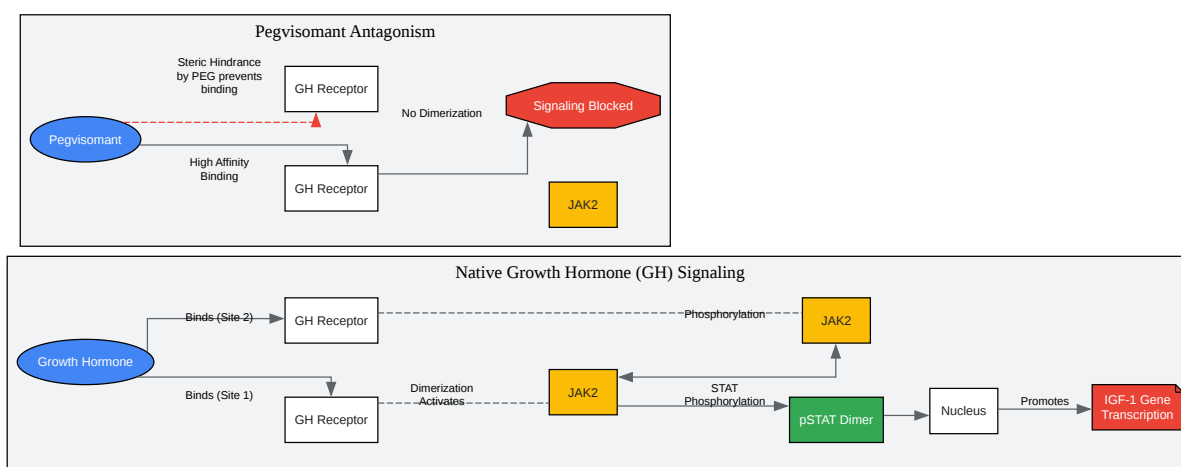 Pegvisomant Antagonism
Steric Hindrance
by PEG prevents
binding
GH Receptor
No Dimerization
Signaling Blocked
Pegvisomant
High Affinity
Binding
GH Receptor
JAK2
Native Growth Hormone (GH) Signaling
Binds (Site 2)
GH Receptor
Phosphorylation
JAK2
Growth Hormone
Binds (Site 1)
GH Receptor
Dimerization
Activates
JAK2
STAT
Phosphorylation
pSTAT Dimer
Nucleus
Promotes
IGF-1 Gene
Transcription